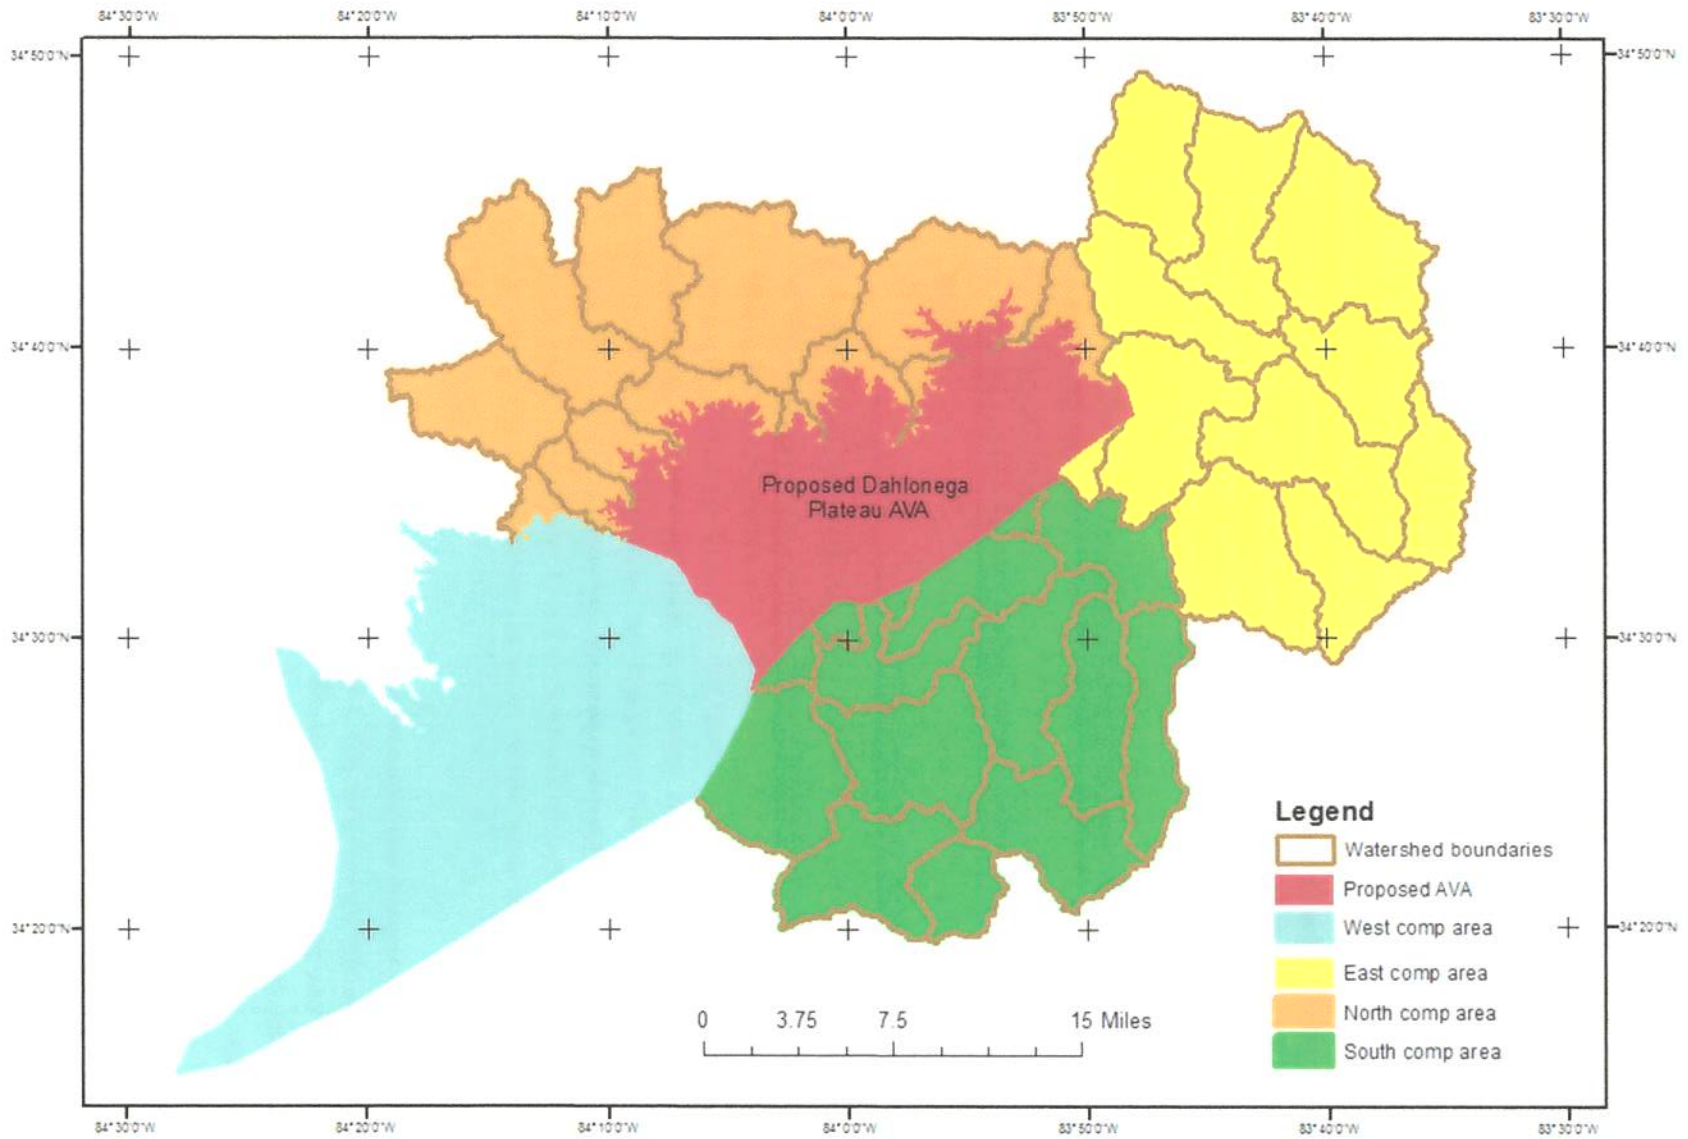 84°30'0"W 84°20'0"W 84°10'0"W 84°0'0"W 83°50'0"W 83°40'0"W 83°30'0"W
34°50'0"N 34°50'0"N
34°40'0"N 34°40'0"N
Proposed Dahlonega
Plateau AVA
34°30'0"N 34°30'0"N
Legend
Watershed boundaries
Proposed AVA
West comp area
East comp area
North comp area
South comp area
34°20'0"N 34°20'0"N
0 3.75 7.5 15 Miles
84°30'0"W 84°20'0"W 84°10'0"W 84°0'0"W 83°50'0"W 83°40'0"W 83°30'0"W